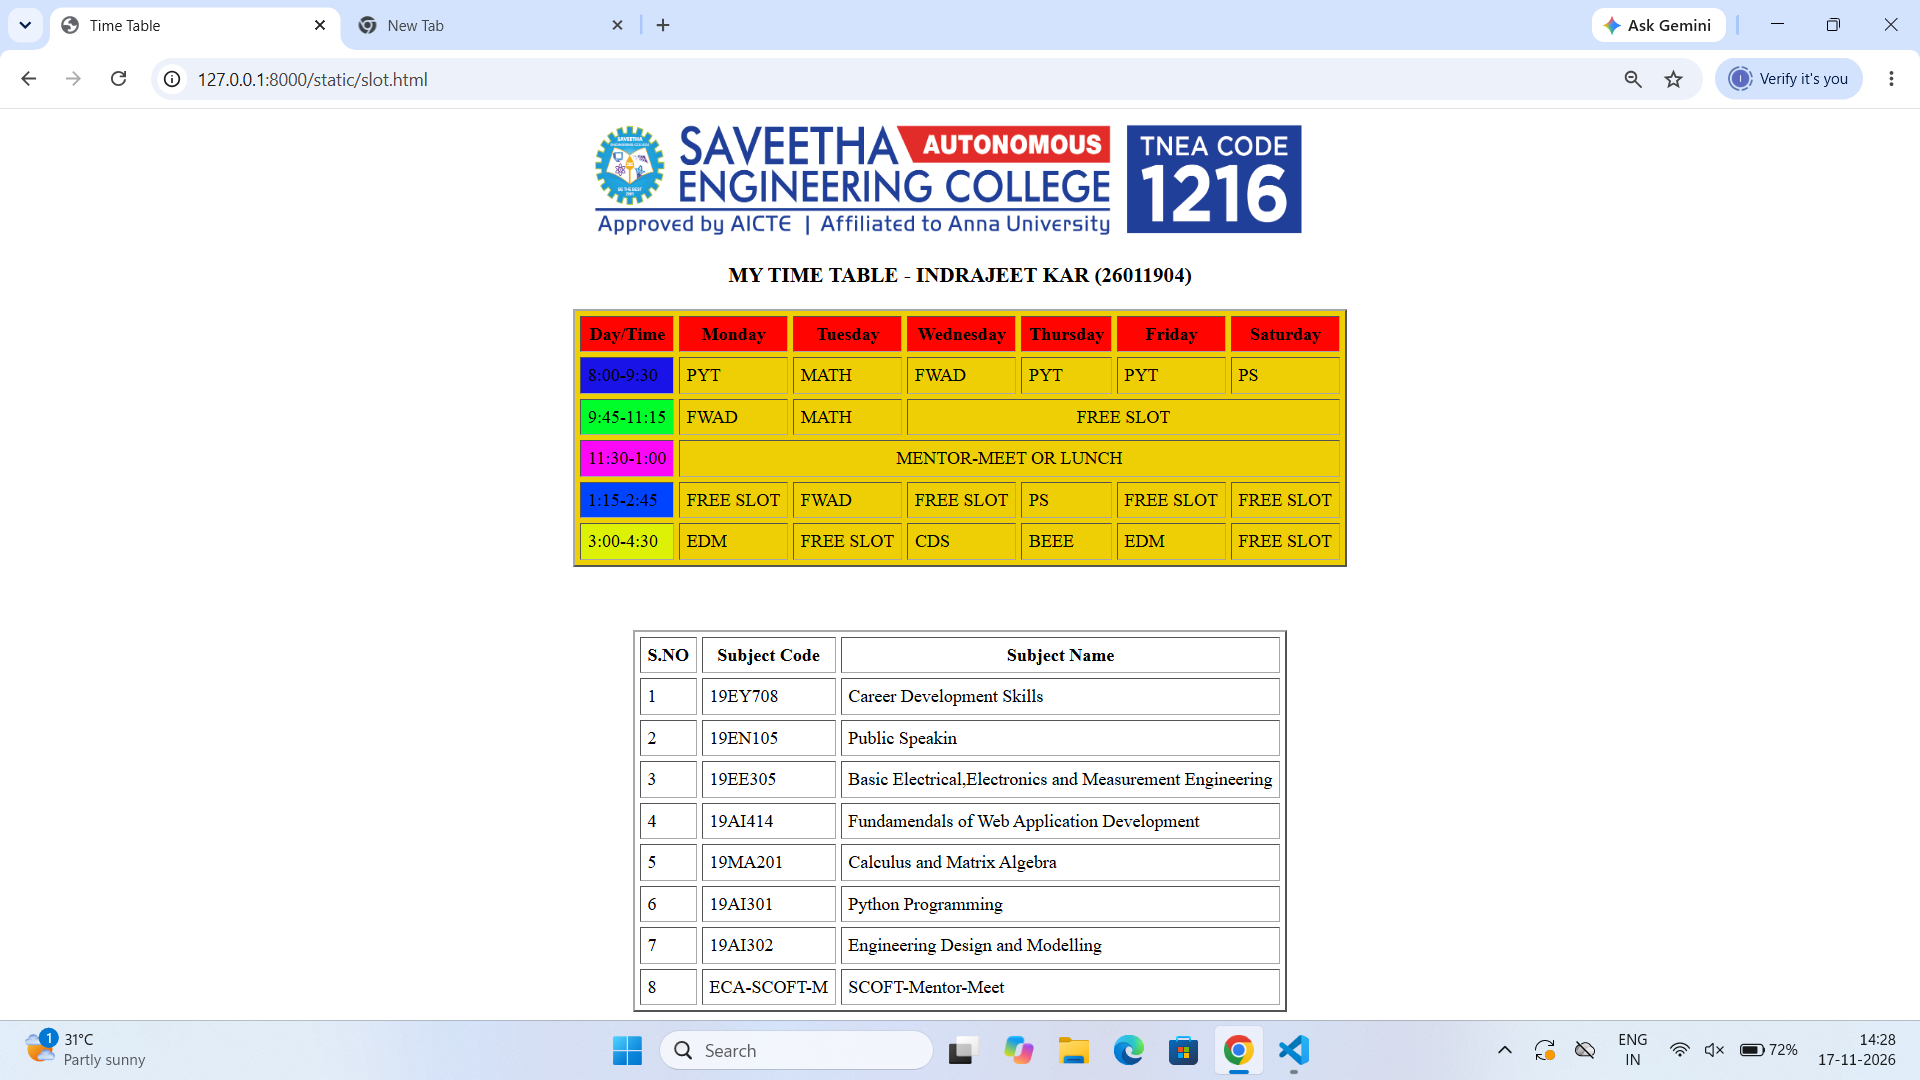 Time Table
New Tab
Ask Gemini
127.0.0.1:8000/static/slot.html
Verify it's you
SAVEETHA
ENGINEERING COLLEGE
BE THE BEST
SAVEETHA AUTONOMOUS
ENGINEERING COLLEGE
Approved by AICTE | Affiliated to Anna University
TNEA CODE
1216
MY TIME TABLE - INDRAJEET KAR (26011904)
Day/Time Monday Tuesday Wednesday Thursday Friday Saturday
8:00-9:30 PYT MATH FWAD PYT PYT PS
9:45-11:15 FWAD MATH FREE SLOT
11:30-1:00 MENTOR-MEET OR LUNCH
1:15-2:45 FREE SLOT FWAD FREE SLOT PS FREE SLOT FREE SLOT
3:00-4:30 EDM FREE SLOT CDS BEEE EDM FREE SLOT
S.NO Subject Code Subject Name
1 19EY708 Career Development Skills
2 19EN105 Public Speakin
3 19EE305 Basic Electrical,Electronics and Measurement Engineering
4 19AI414 Fundamendals of Web Application Development
5 19MA201 Calculus and Matrix Algebra
6 19AI301 Python Programming
7 19AI302 Engineering Design and Modelling
8 ECA-SCOFT-M SCOFT-Mentor-Meet
1
31°C
Partly sunny
Search
ENG
IN
72%
14:28
17-11-2026